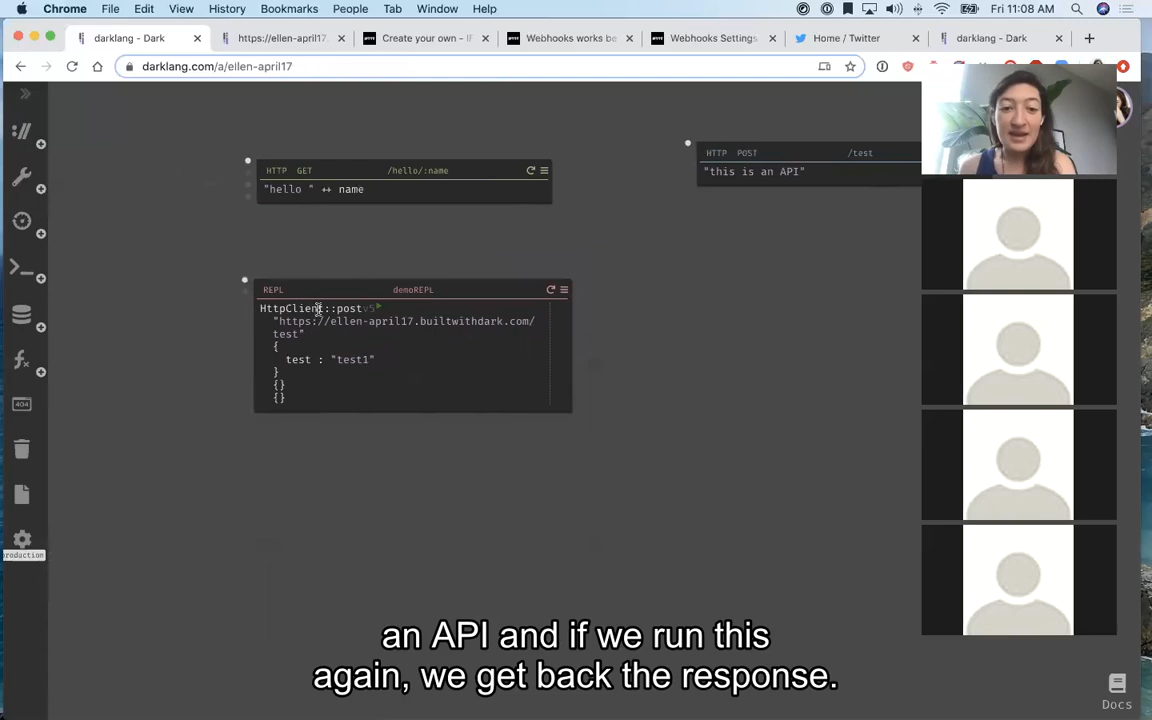 Chrome File Edit View History Bookmarks People Tab Window Help Fri 11:08 AM
darklang - Dark https://ellen-april17. Create your own - IF Webhooks works be Webhooks Settings Home / Twitter darklang - Dark
darklang.com/a/ellen-april17
HTTP GET /hello/:name
"hello " ++ name
HTTP POST /test
"this is an API"
REPL demoREPL
HttpClient::postv5
"https://ellen-april17.builtwithdark.com/
test"
{
test : "test1"
}
{}
{}
404
production
an API and if we run this
again, we get back the response.
Docs